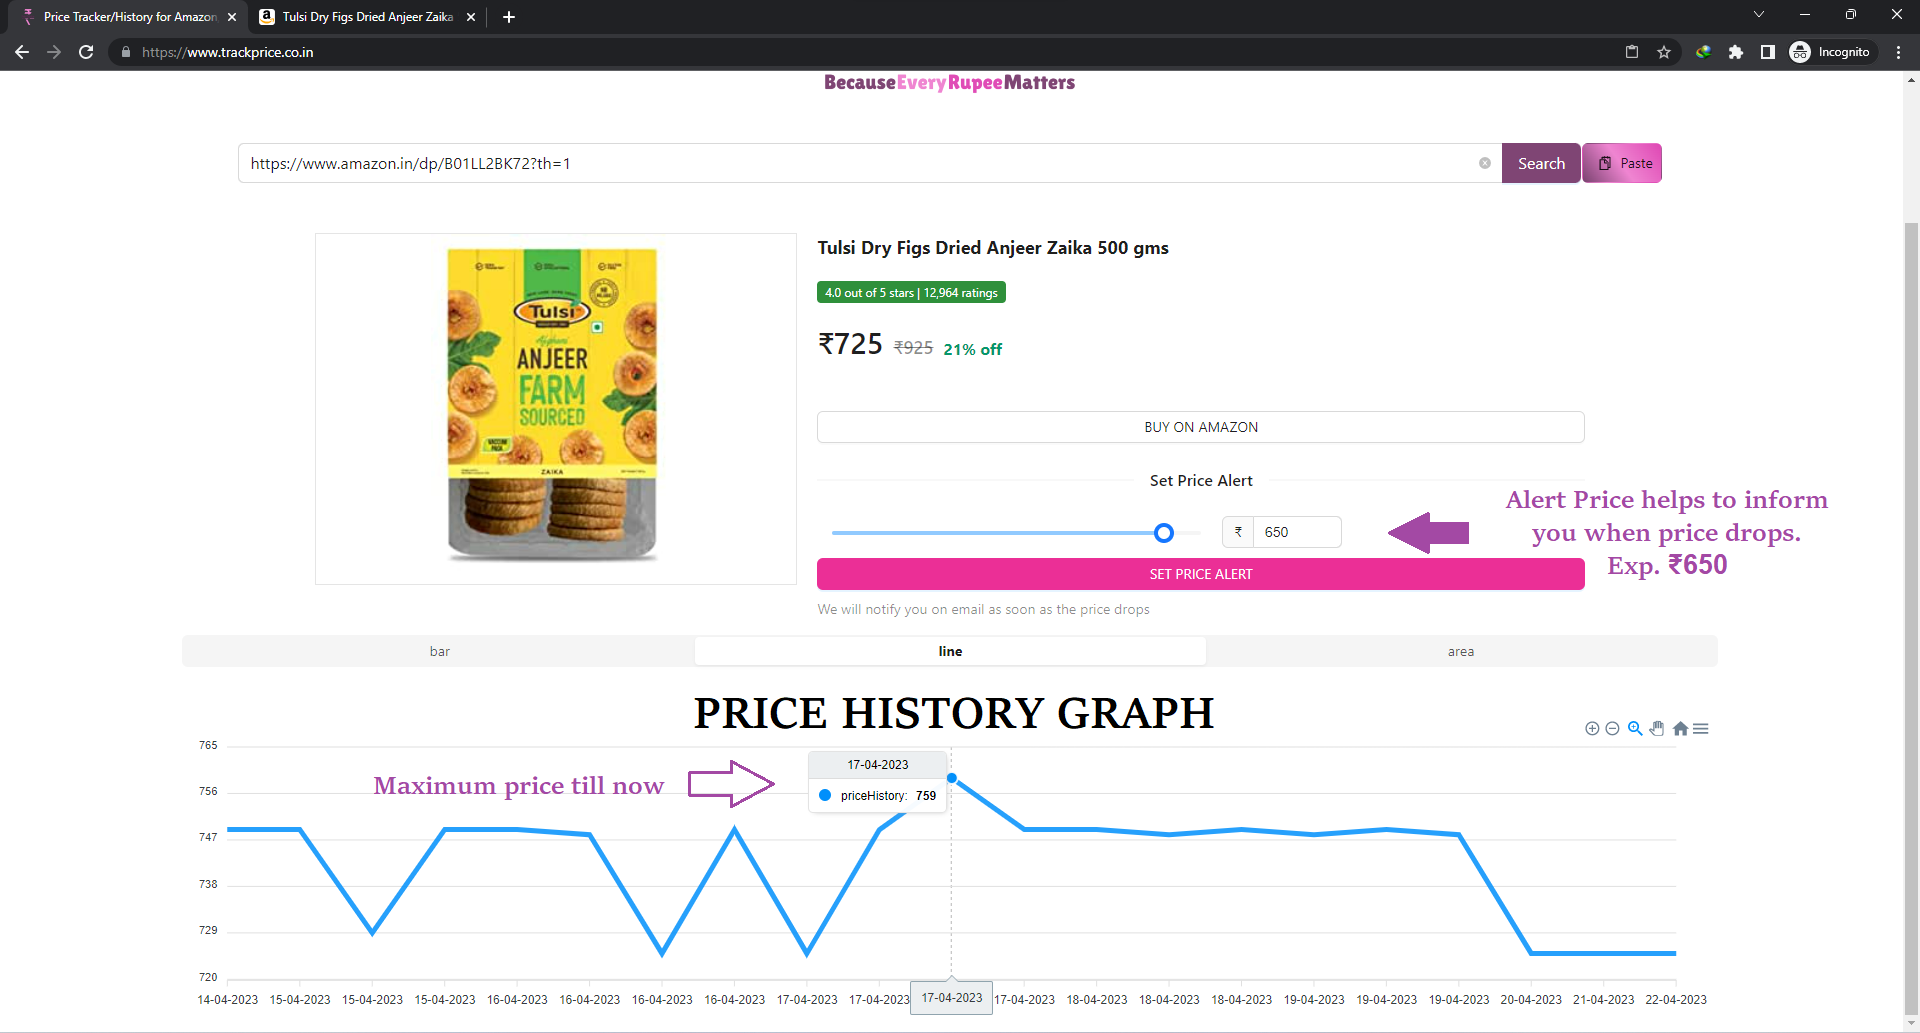 Price Tracker/History for Amazon
Tulsi Dry Figs Dried Anjeer Zaika
https://www.trackprice.co.in
Incognito
BecauseEveryRupeeMatters
https://www.amazon.in/dp/B01LL2BK72?th=1
Search
Paste
Tulsi
Afghani
ANJEER
FARM
SOURCED
VACUUM
PACK
ZAIKA
Tulsi Dry Figs Dried Anjeer Zaika 500 gms
4.0 out of 5 stars | 12,964 ratings
₹725 ₹925 21% off
BUY ON AMAZON
Set Price Alert
₹ 650
SET PRICE ALERT
We will notify you on email as soon as the price drops
Alert Price helps to inform
you when price drops.
Exp. ₹650
bar line area
PRICE HISTORY GRAPH
Maximum price till now
17-04-2023
priceHistory: 759
765
756
747
738
729
720
14-04-2023 15-04-2023 15-04-2023 15-04-2023 16-04-2023 16-04-2023 16-04-2023 16-04-2023 17-04-2023 17-04-2023 17-04-2023 17-04-2023 18-04-2023 18-04-2023 18-04-2023 19-04-2023 19-04-2023 19-04-2023 20-04-2023 21-04-2023 22-04-2023